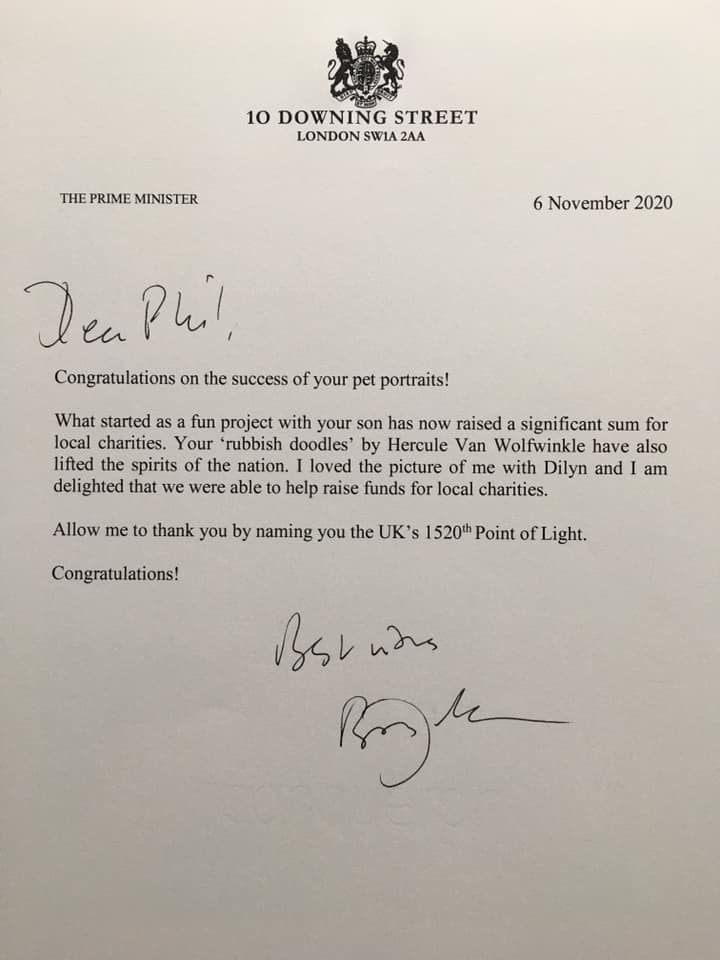 10 DOWNING STREET
LONDON SW1A 2AA
THE PRIME MINISTER
6 November 2020
Dear Phil,
Congratulations on the success of your pet portraits!
What started as a fun project with your son has now raised a significant sum for
local charities. Your ‘rubbish doodles’ by Hercule Van Wolfwinkle have also
lifted the spirits of the nation. I loved the picture of me with Dilyn and I am
delighted that we were able to help raise funds for local charities.
Allow me to thank you by naming you the UK’s 1520th Point of Light.
Congratulations!
Best wishes